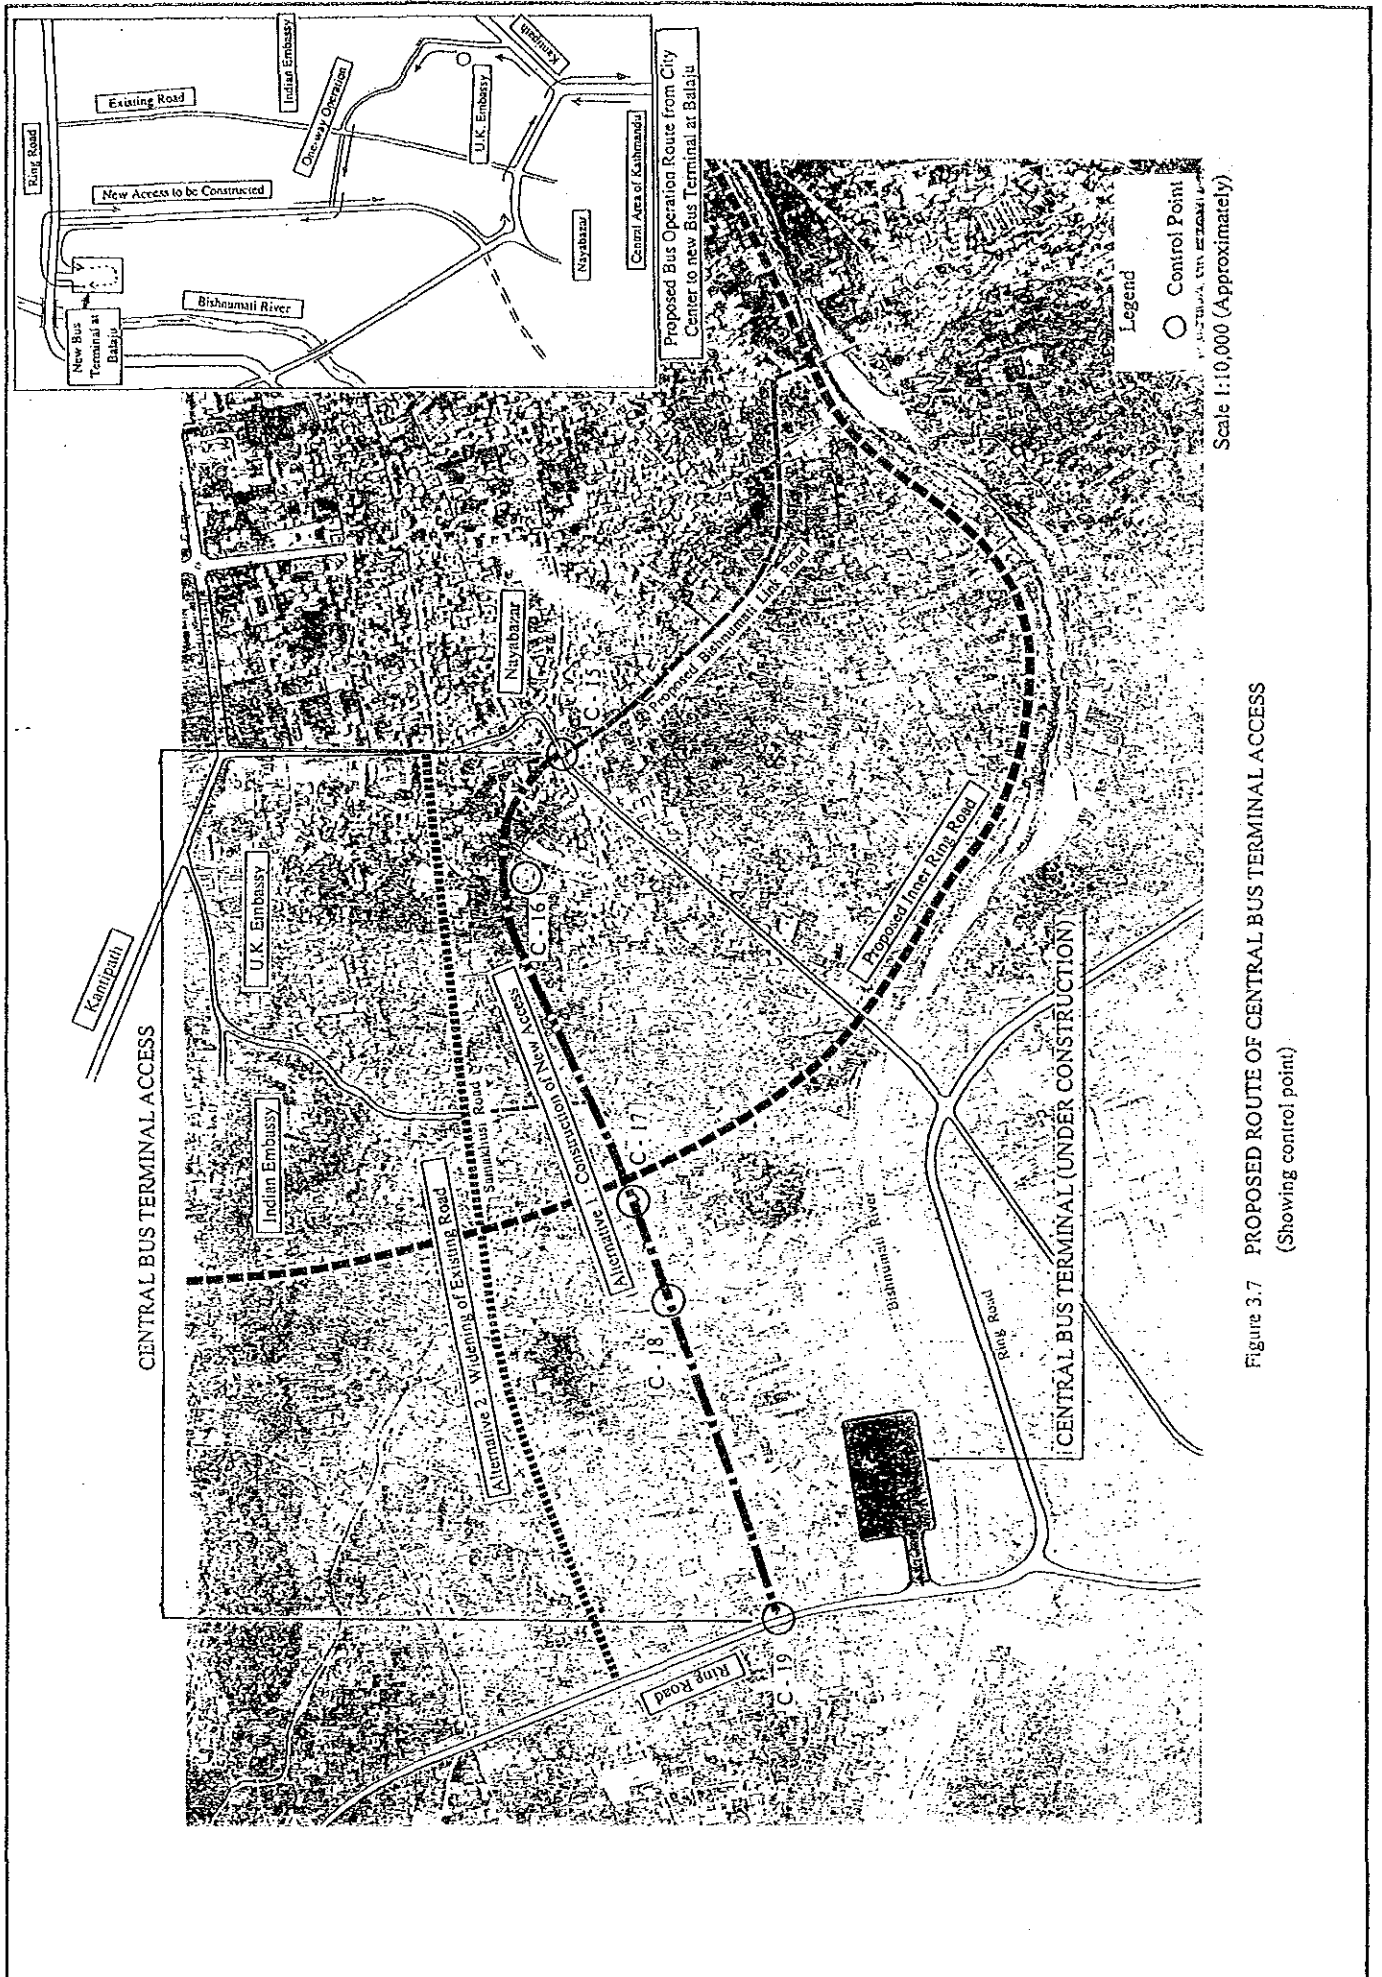 CENTRAL BUS TERMINAL ACCESS
Kamipath
Indian Embassy
U.K. Embassy
Nayabazar
Alternative 2 : Widening of Existing Road
Samakhusi Road
Alternative 1 : Construction of New Access
C - 15
C - 16
C - 17
C - 18
C - 19
Proposed Bishnumati Link Road
Proposed Inner Ring Road
Ring Road
Bishnumati River
Ring Road
CENTRAL BUS TERMINAL (UNDER CONSTRUCTION)
Ring Road
Existing Road
Indian Embassy
One-way Operation
Kamipath
New Access to be Constructed
U.K. Embassy
New Bus
Terminal at
Balaju
Bishnumati River
Nayabazar
Central Area of Kashmandu
Proposed Bus Operation Route from City
Center to new Bus Terminal at Balaju
Legend
Control Point
Scale 1:10,000 (Approximately)
Figure 3.7 PROPOSED ROUTE OF CENTRAL BUS TERMINAL ACCESS
(Showing control point)